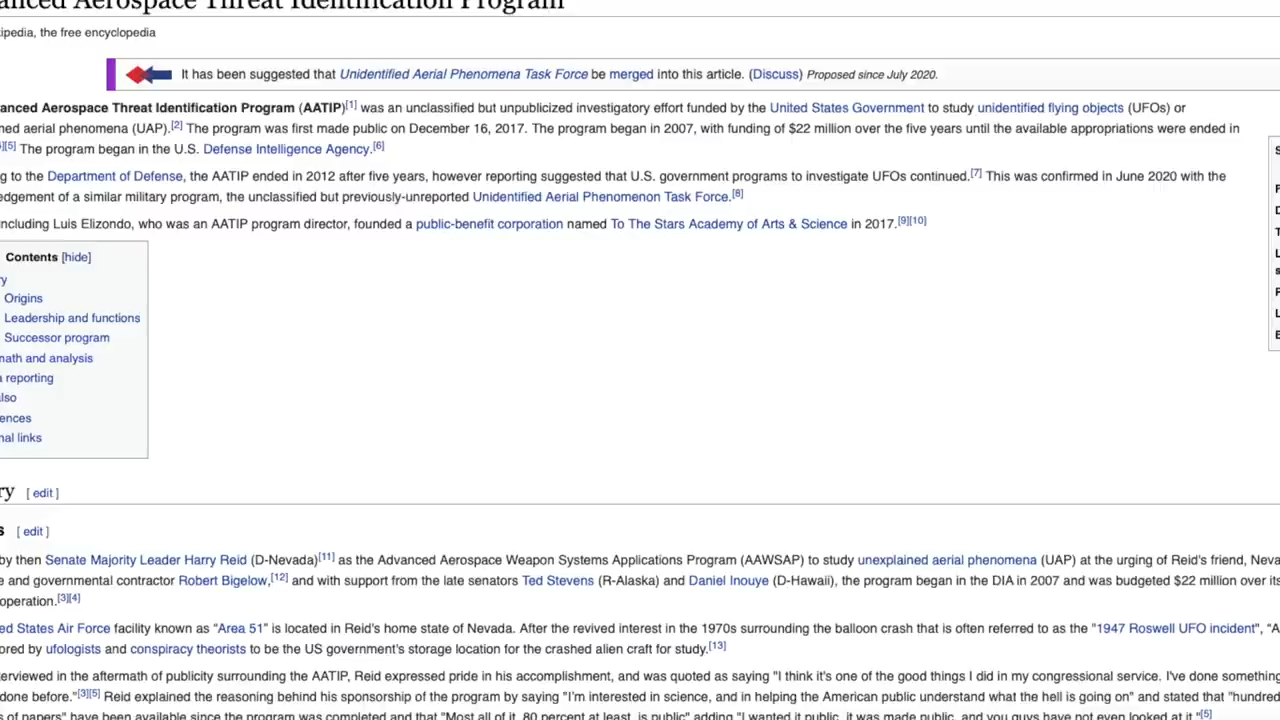 Aerospace Threat Identification Program
ipedia, the free encyclopedia
It has been suggested that Unidentified Aerial Phenomena Task Force be merged into this article. (Discuss) Proposed since July 2020.
anced Aerospace Threat Identification Program (AATIP)[1] was an unclassified but unpublicized investigatory effort funded by the United States Government to study unidentified flying objects (UFOs) or
ned aerial phenomena (UAP).[2] The program was first made public on December 16, 2017. The program began in 2007, with funding of $22 million over the five years until the available appropriations were ended in
][5] The program began in the U.S. Defense Intelligence Agency.[6]
g to the Department of Defense, the AATIP ended in 2012 after five years, however reporting suggested that U.S. government programs to investigate UFOs continued.[7] This was confirmed in June 2020 with the
edgement of a similar military program, the unclassified but previously-unreported Unidentified Aerial Phenomenon Task Force.[8]
ncluding Luis Elizondo, who was an AATIP program director, founded a public-benefit corporation named To The Stars Academy of Arts & Science in 2017.[9][10]
Contents [hide]
ry
Origins
Leadership and functions
Successor program
math and analysis
a reporting
also
ences
nal links
ry [ edit ]
s [ edit ]
by then Senate Majority Leader Harry Reid (D-Nevada)[11] as the Advanced Aerospace Weapon Systems Applications Program (AAWSAP) to study unexplained aerial phenomena (UAP) at the urging of Reid's friend, Neva
e and governmental contractor Robert Bigelow,[12] and with support from the late senators Ted Stevens (R-Alaska) and Daniel Inouye (D-Hawaii), the program began in the DIA in 2007 and was budgeted $22 million over its
operation.[3][4]
ed States Air Force facility known as "Area 51" is located in Reid's home state of Nevada. After the revived interest in the 1970s surrounding the balloon crash that is often referred to as the "1947 Roswell UFO incident", "A
ored by ufologists and conspiracy theorists to be the US government's storage location for the crashed alien craft for study.[13]
erviewed in the aftermath of publicity surrounding the AATIP, Reid expressed pride in his accomplishment, and was quoted as saying "I think it's one of the good things I did in my congressional service. I've done something
done before."[3][5] Reid explained the reasoning behind his sponsorship of the program by saying "I'm interested in science, and in helping the American public understand what the hell is going on" and stated that "hundred
s of papers" have been available since the program was completed and that "Most all of it, 80 percent at least, is public" adding "I wanted it public, it was made public, and you guys have not even looked at it."[5]